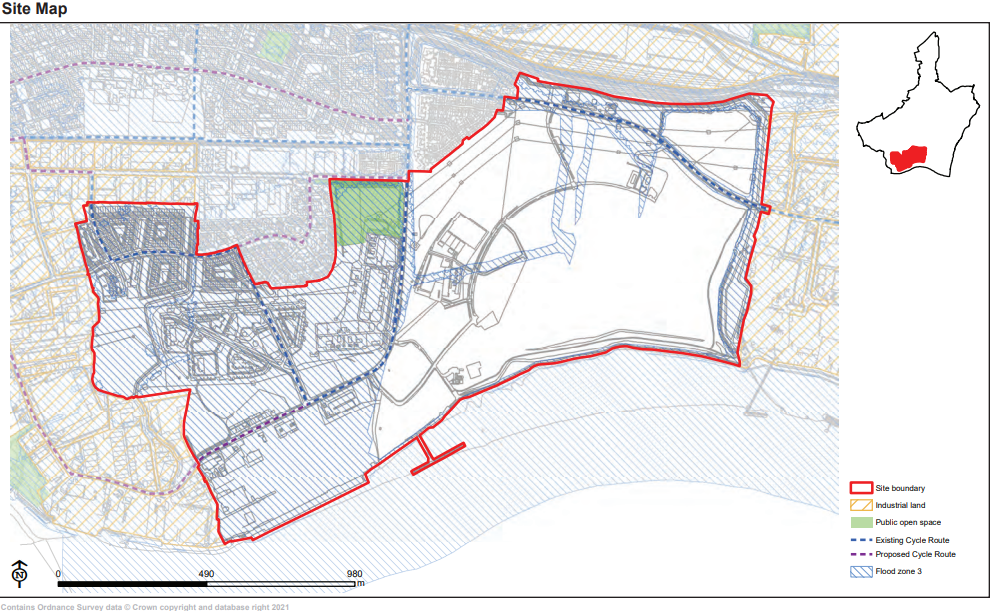 Site Map
Site boundary
Industrial land
Public open space
Existing Cycle Route
Proposed Cycle Route
Flood zone 3
N
0 490 980
m
Contains Ordnance Survey data © Crown copyright and database right 2021